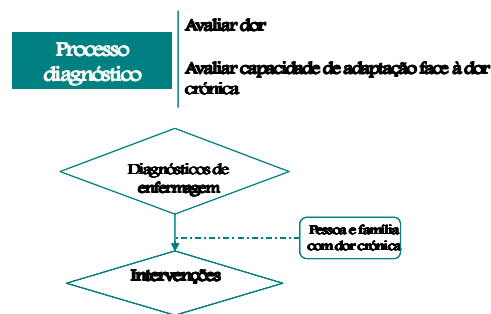 Processo
diagnóstico
Avaliar dor
Avaliar capacidade de adaptação face à dor
crónica
Diagnósticos de
enfermagem
Pessoa e família
com dor crónica
Intervenções